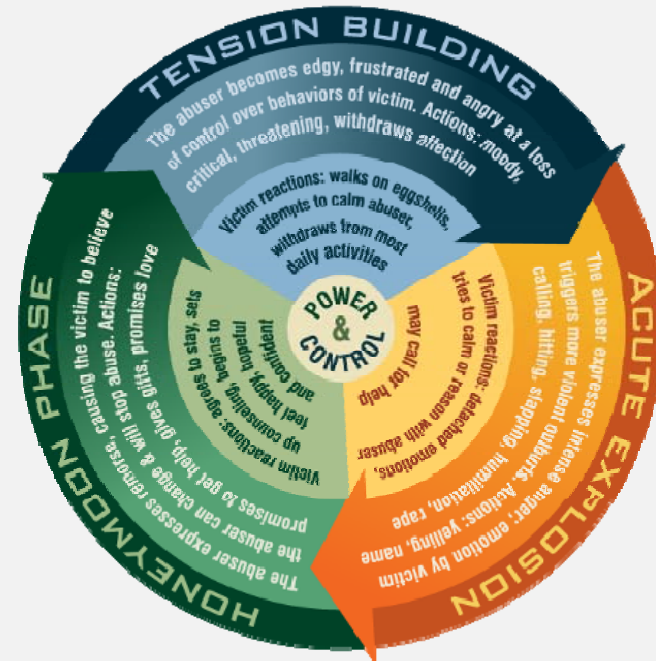 TENSION BUILDING
The abuser becomes edgy, frustrated and angry at a loss
of control over behaviors of victim. Actions: moody,
critical, threatening, withdraws affection
Victim reactions: walks on eggshells,
attempts to calm abuser,
withdraws from most
daily activities
ACUTE EXPLOSION
The abuser expresses intense anger; emotion by victim
triggers more violent outbursts. Actions: yelling, name
calling, hitting, slapping, humiliation, rape
Victim reactions: detached emotions,
tries to calm or reason with abuser
may call for help
HONEYMOON PHASE
The abuser expresses remorse, causing the victim to believe
the abuser can change & will stop abuse. Actions:
promises to get help, gives gifts, promises love
Victim reactions: agrees to stay, sets
up counseling, begins to
feel happy, hopeful
and confident
POWER
&
CONTROL